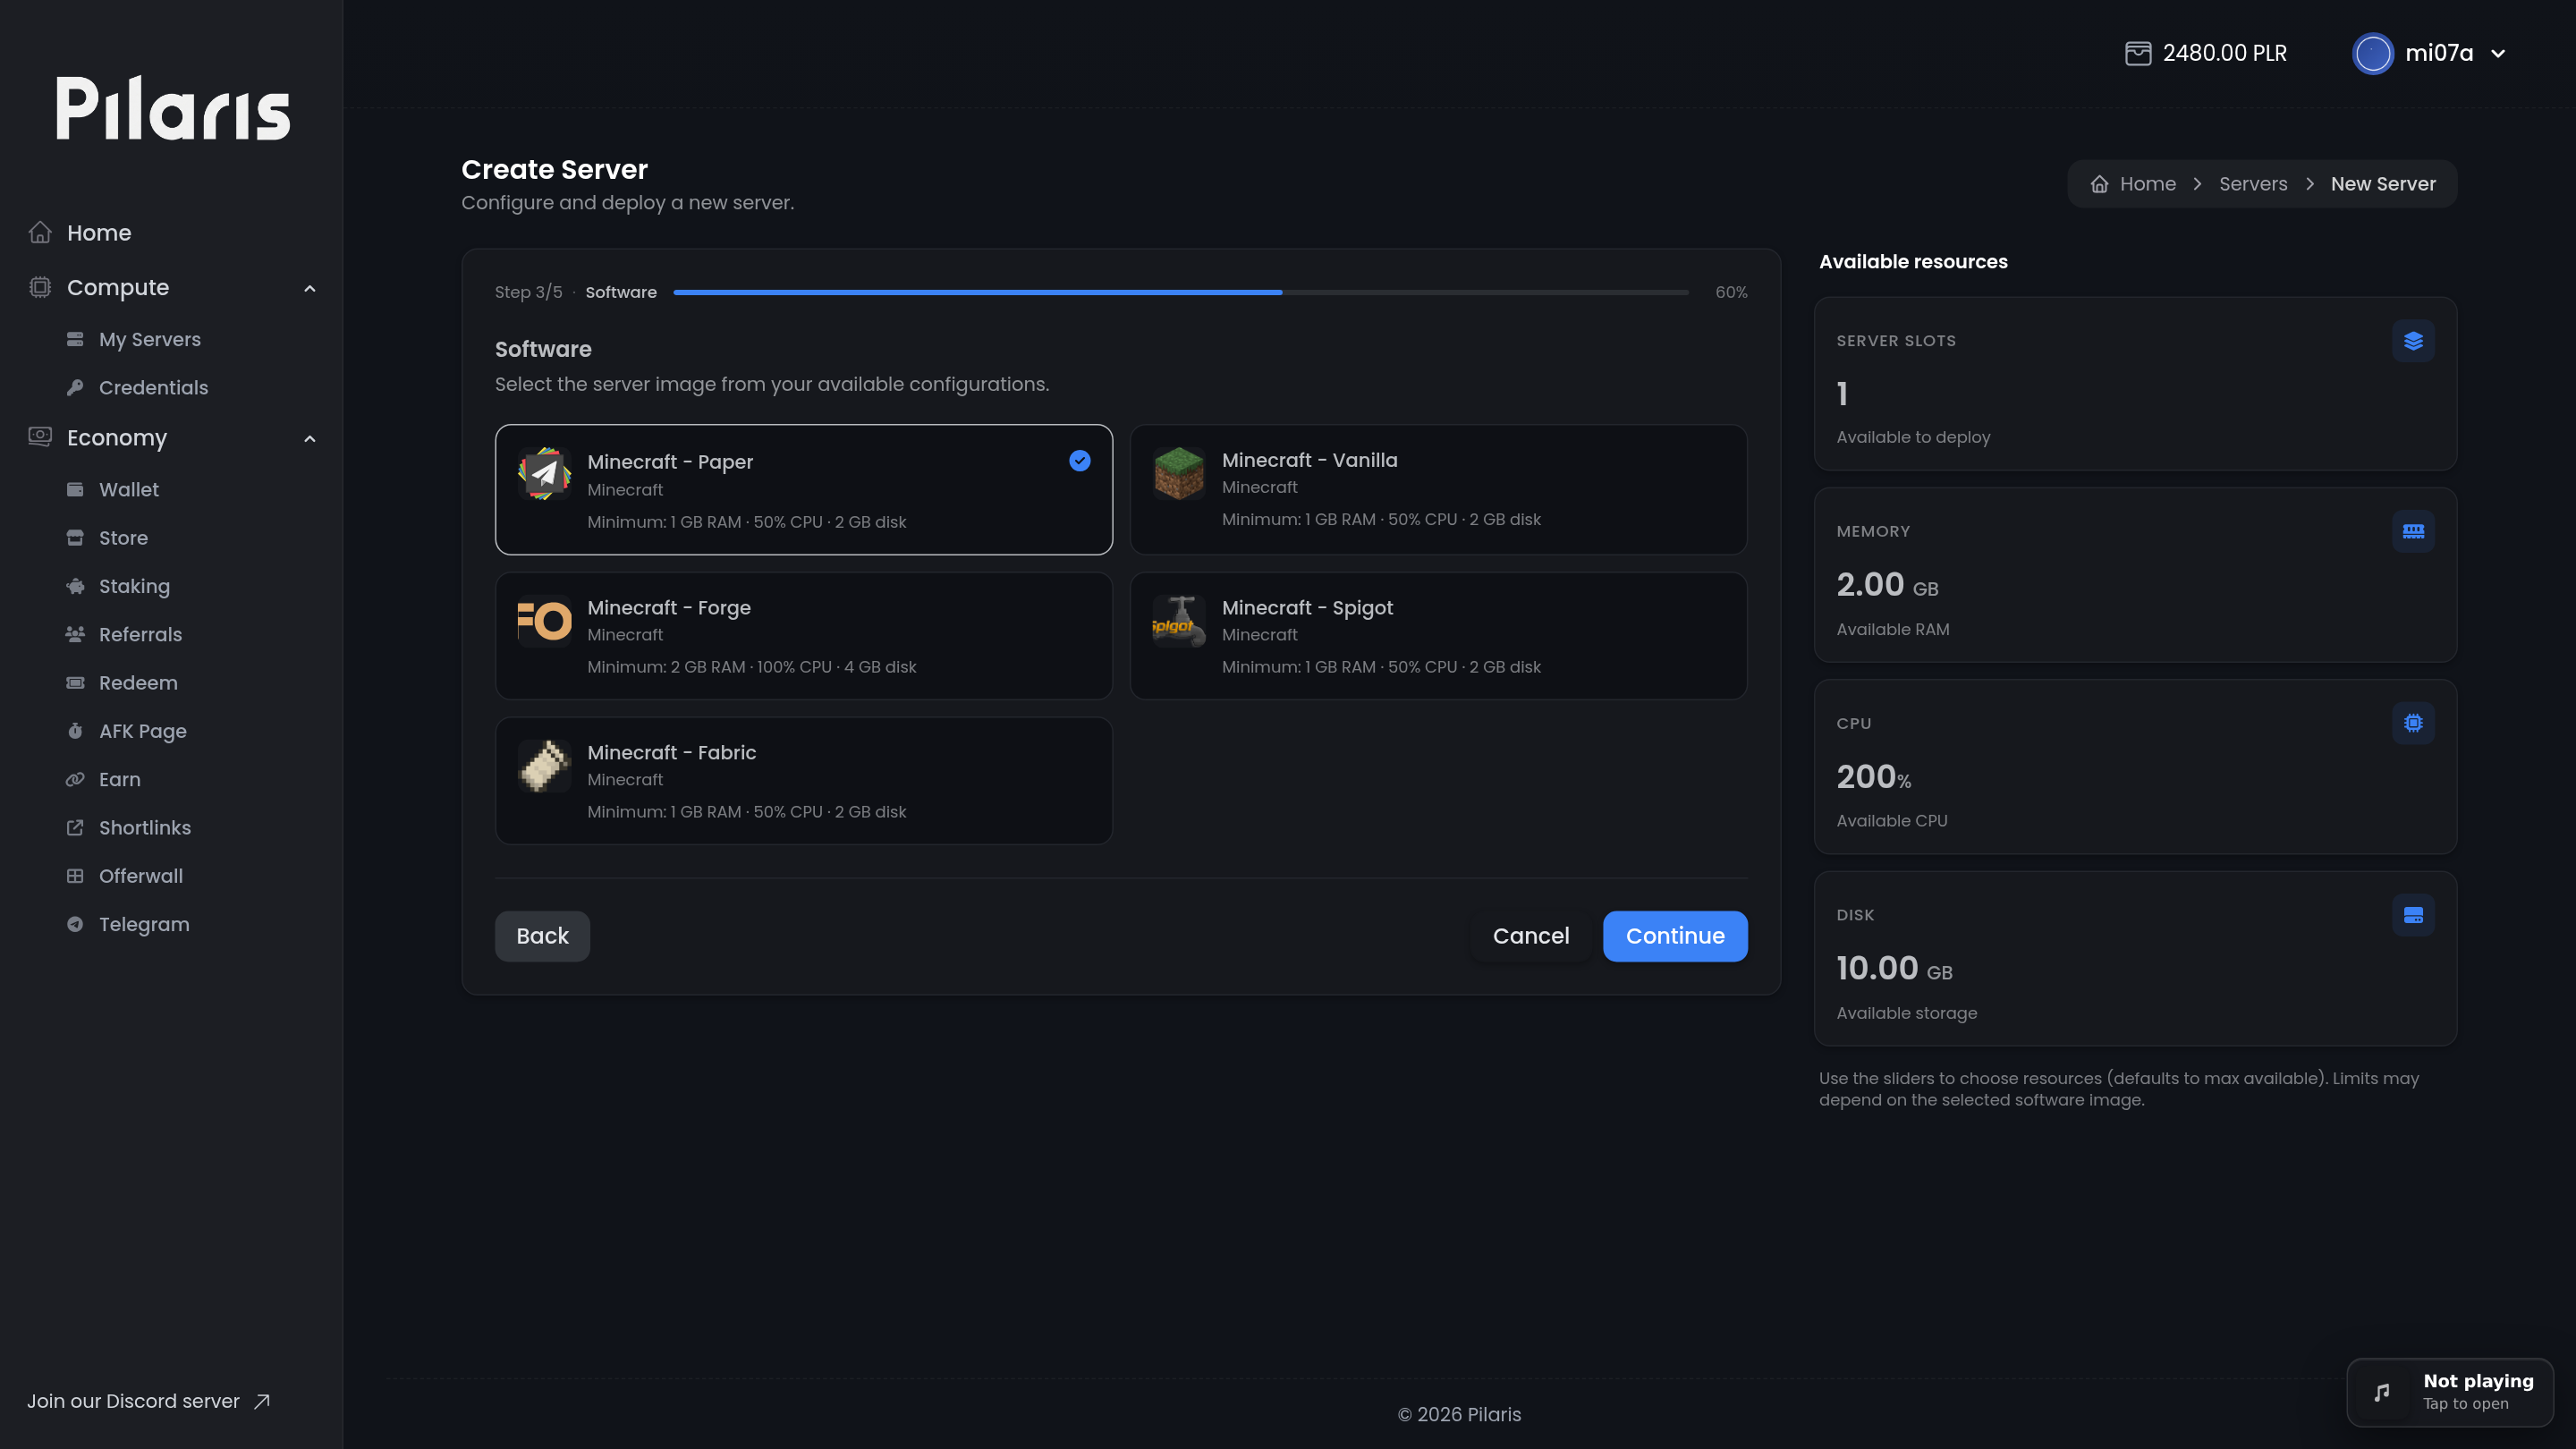 Pilaris
Home
Compute
My Servers
Credentials
Economy
Wallet
Store
Staking
Referrals
Redeem
AFK Page
Earn
Shortlinks
Offerwall
Telegram
Join our Discord server
2480.00 PLR
mi07a
Create Server
Configure and deploy a new server.
Home > Servers > New Server
Step 3/5 · Software
60%
Software
Select the server image from your available configurations.
Minecraft - Paper
Minecraft
Minimum: 1 GB RAM · 50% CPU · 2 GB disk
Minecraft - Vanilla
Minecraft
Minimum: 1 GB RAM · 50% CPU · 2 GB disk
FO
Minecraft - Forge
Minecraft
Minimum: 2 GB RAM · 100% CPU · 4 GB disk
Spigot
Minecraft - Spigot
Minecraft
Minimum: 1 GB RAM · 50% CPU · 2 GB disk
Minecraft - Fabric
Minecraft
Minimum: 1 GB RAM · 50% CPU · 2 GB disk
Back
Cancel
Continue
Available resources
SERVER SLOTS
1
Available to deploy
MEMORY
2.00 GB
Available RAM
CPU
200%
Available CPU
DISK
10.00 GB
Available storage
Use the sliders to choose resources (defaults to max available). Limits may
depend on the selected software image.
© 2026 Pilaris
Not playing
Tap to open